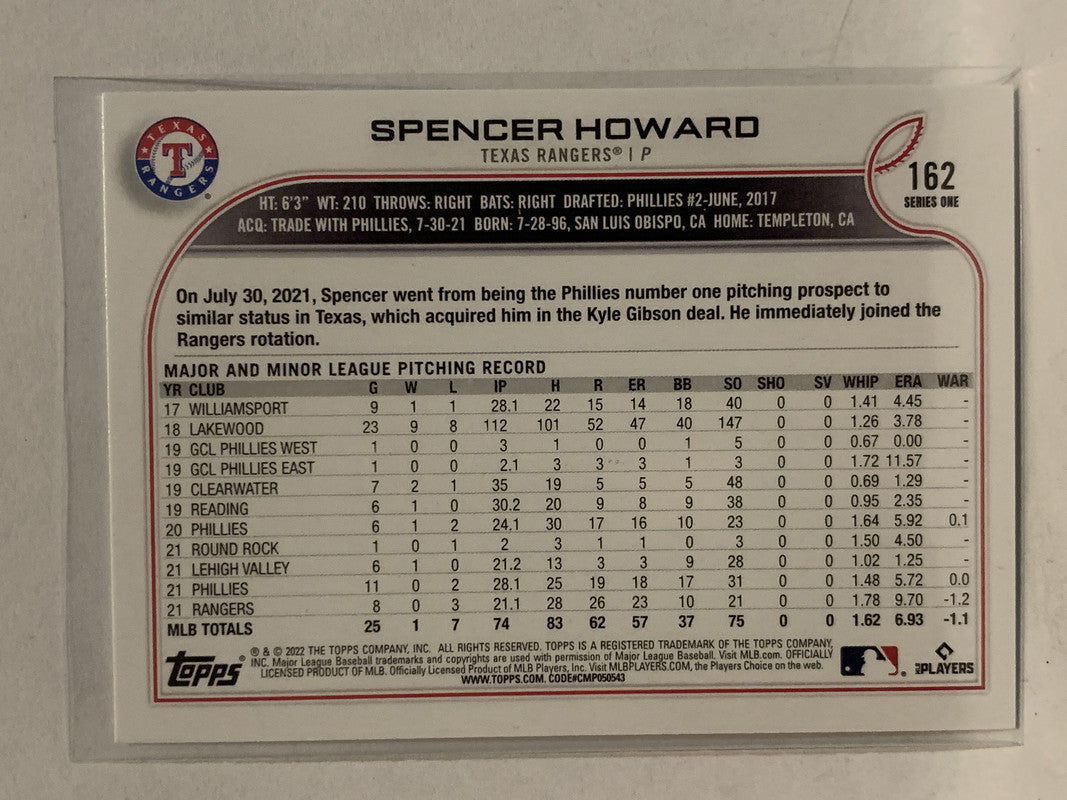 TEXAS
T
RANGERS
SPENCER HOWARD
TEXAS RANGERS® | P
162
SERIES ONE
HT: 6'3" WT: 210 THROWS: RIGHT BATS: RIGHT DRAFTED: PHILLIES #2-JUNE, 2017
ACQ: TRADE WITH PHILLIES, 7-30-21 BORN: 7-28-96, SAN LUIS OBISPO, CA HOME: TEMPLETON, CA
On July 30, 2021, Spencer went from being the Phillies number one pitching prospect to
similar status in Texas, which acquired him in the Kyle Gibson deal. He immediately joined the
Rangers rotation.
MAJOR AND MINOR LEAGUE PITCHING RECORD
YR CLUB G W L IP H R ER BB SO SHO SV WHIP ERA WAR
17 WILLIAMSPORT 9 1 1 28.1 22 15 14 18 40 0 0 1.41 4.45 -
18 LAKEWOOD 23 9 8 112 101 52 47 40 147 0 0 1.26 3.78 -
19 GCL PHILLIES WEST 1 0 0 3 1 0 0 1 5 0 0 0.67 0.00 -
19 GCL PHILLIES EAST 1 0 0 2.1 3 3 3 1 3 0 0 1.72 11.57 -
19 CLEARWATER 7 2 1 35 19 5 5 5 48 0 0 0.69 1.29 -
19 READING 6 1 0 30.2 20 9 8 9 38 0 0 0.95 2.35 -
20 PHILLIES 6 1 2 24.1 30 17 16 10 23 0 0 1.64 5.92 0.1
21 ROUND ROCK 1 0 1 2 3 1 1 0 3 0 0 1.50 4.50 -
21 LEHIGH VALLEY 6 1 0 21.2 13 3 3 9 28 0 0 1.02 1.25 -
21 PHILLIES 11 0 2 28.1 25 19 18 17 31 0 0 1.48 5.72 0.0
21 RANGERS 8 0 3 21.1 28 26 23 10 21 0 0 1.78 9.70 -1.2
MLB TOTALS 25 1 7 74 83 62 57 37 75 0 0 1.62 6.93 -1.1
topps®
® & © 2022 THE TOPPS COMPANY, INC. ALL RIGHTS RESERVED. TOPPS IS A REGISTERED TRADEMARK OF THE TOPPS COMPANY,
INC. Major League Baseball trademarks and copyrights are used with permission of Major League Baseball. Visit MLB.com. OFFICIALLY
LICENSED PRODUCT OF MLB. Officially Licensed Product of MLB Players, Inc. Visit MLBPLAYERS.COM, the Players Choice on the web.
WWW.TOPPS.COM. CODE#CMP050543
MLB PLAYERS